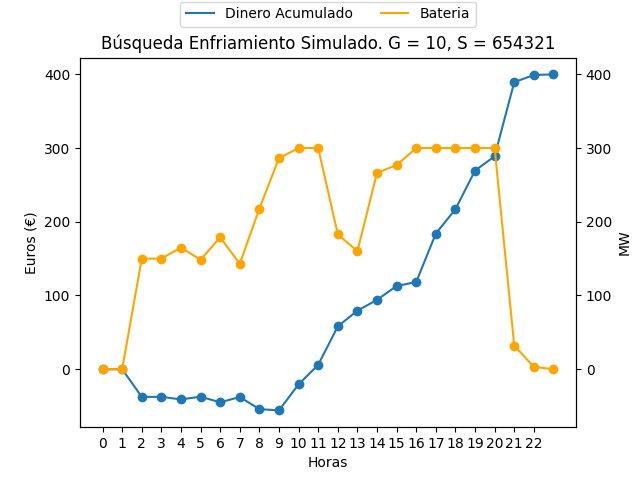 Dinero Acumulado Bateria
Búsqueda Enfriamiento Simulado. G = 10, S = 654321
400 400
300 300
200 200
100 100
0 0
Euros (€)
MW
0 1 2 3 4 5 6 7 8 9 10 11 12 13 14 15 16 17 18 19 20 21 22
Horas